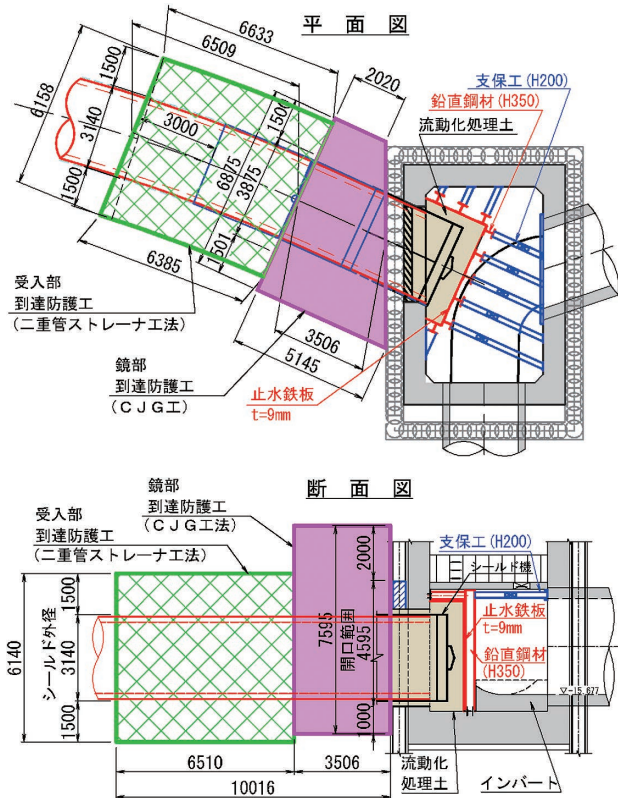 平面図
6633
6509
2020
1500
6158
3140
1500
3000
1500
6875
3875
1501
6385
3506
5145
支保工(H200)
鉛直鋼材(H350)
流動化処理土
受入部
到達防護工
(二重管ストレーナ工法)
鏡部
到達防護工
(CJG工)
止水鉄板
t=9mm
断面図
鏡部
到達防護工
(CJG工法)
受入部
到達防護工
(二重管ストレーナ工法)
支保工(H200)
シールド機
止水鉄板
t=9mm
鉛直鋼材
(H350)
▽-15.677
6140
シールド外径
1500
3140
1500
7595
開口範囲
2000
4595
1000
6510
3506
10016
流動化
処理土
インバート